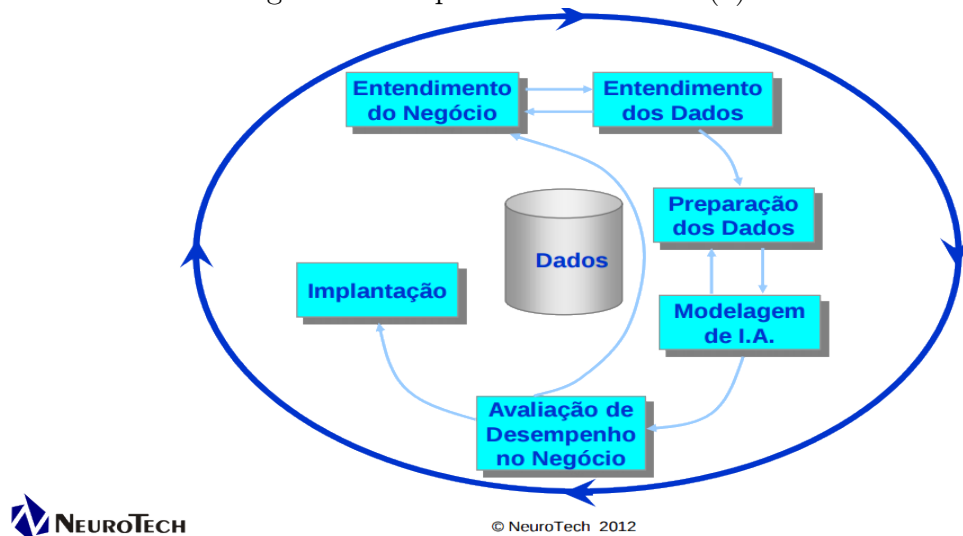 Entendimento
do Negócio
Entendimento
dos Dados
Preparação
dos Dados
Dados
Implantação
Modelagem
de I.A.
Avaliação de
Desempenho
no Negócio
NEUROTECH
© NeuroTech 2012